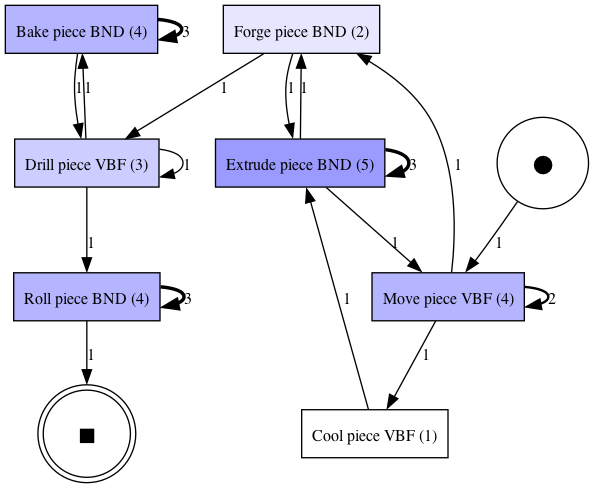 Bake piece BND (4)
3
Forge piece BND (2)
1
1
1
1
1
1
Drill piece VBF (3)
1
Extrude piece BND (5)
3
1
1
1
1
Roll piece BND (4)
3
Move piece VBF (4)
2
1
1
Cool piece VBF (1)